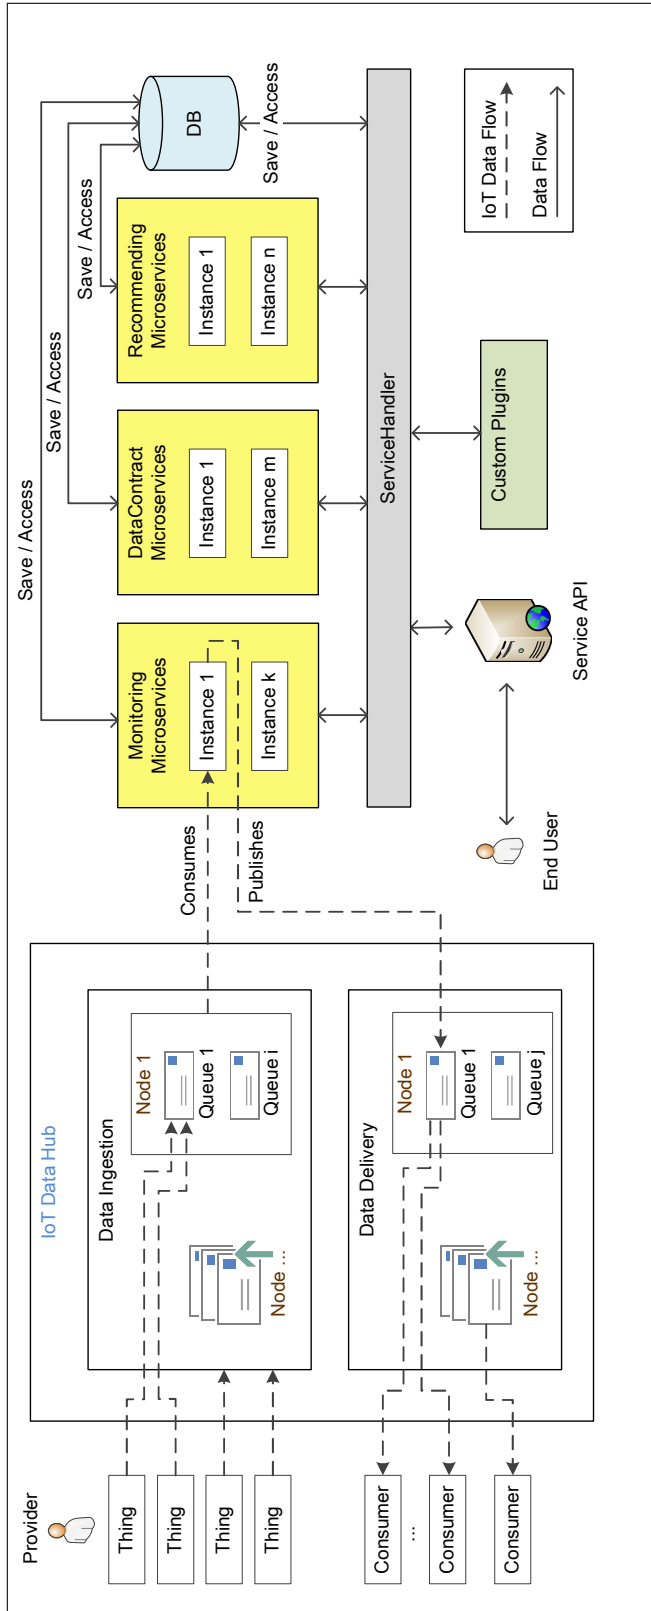 Provider
Thing
Thing
Thing
Thing
Consumer
...
Consumer
Consumer
IoT Data Hub
Data Ingestion
Node ...
Node 1
Queue 1
Queue i
Data Delivery
Node ...
Node 1
Queue 1
Queue j
Consumes
Publishes
Monitoring
Microservices
Instance 1
Instance k
DataContract
Microservices
Instance 1
Instance m
Recommending
Microservices
Instance 1
Instance n
Save / Access
Save / Access
Save / Access
DB
Save / Access
ServiceHandler
End User
Service API
Custom Plugins
IoT Data Flow
Data Flow